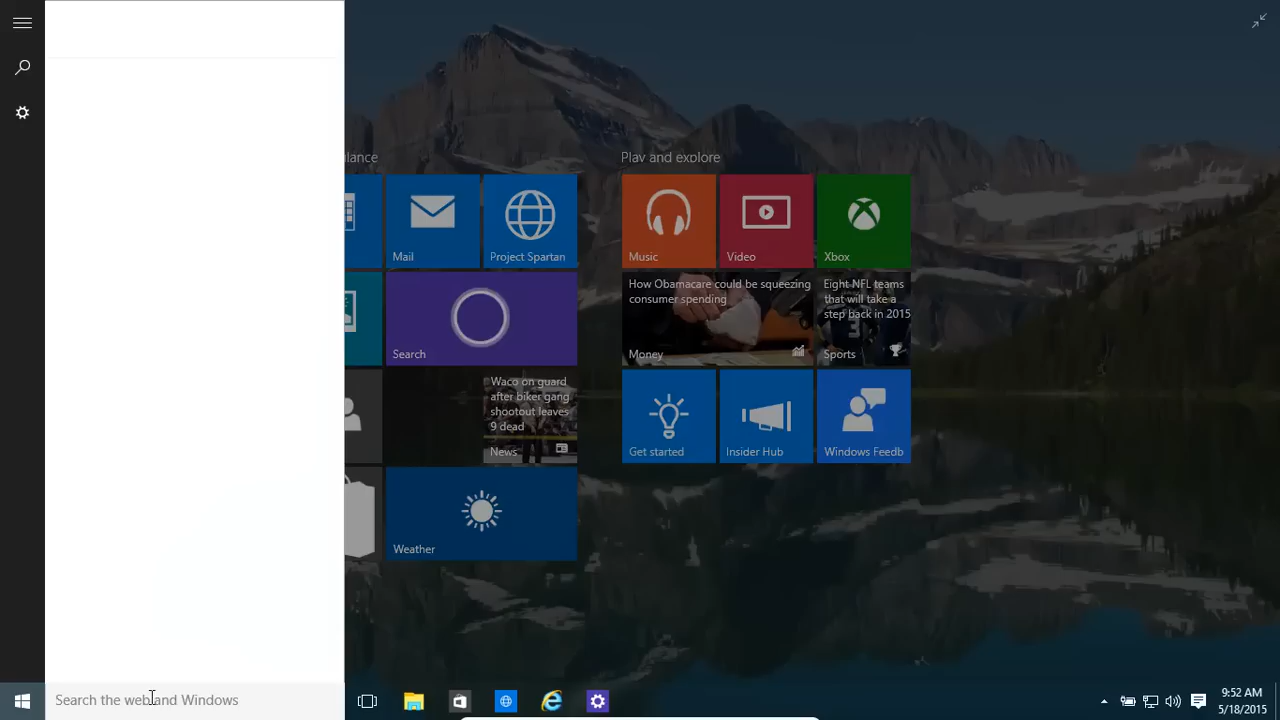 lance
Play and explore
Mail
Project Spartan
Music
Video
Xbox
How Obamacare could be squeezing
consumer spending
Money
Eight NFL teams
that will take a
step back in 2015
3
Sports
Search
Waco on guard
after biker gang
shootout leaves
9 dead
News
Get started
Insider Hub
Windows Feedb
Weather
Search the web and Windows
9:52 AM
5/18/2015